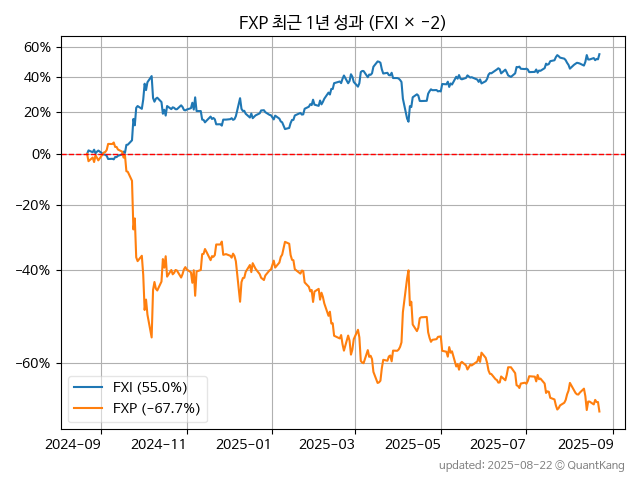 FXP 최근 1년 성과 (FXI × −2)
60%
40%
20%
0%
−20%
−40%
−60%
FXI (55.0%)
FXP (−67.7%)
2024-09 2024-11 2025-01 2025-03 2025-05 2025-07 2025-09
updated: 2025-08-22 © QuantKang